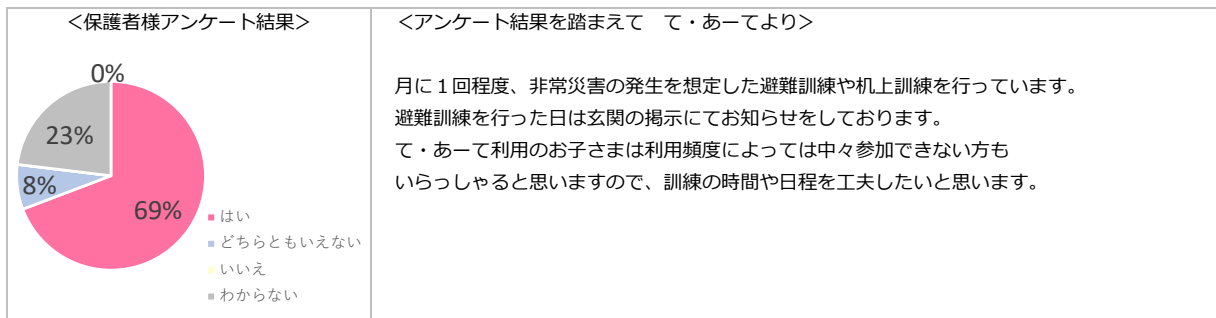 ＜保護者様アンケート結果＞
0%
23%
8%
69%
はい
どちらともいえない
いいえ
わからない
＜アンケート結果を踏まえて　て・あーてより＞
月に１回程度、非常災害の発生を想定した避難訓練や机上訓練を行っています。
避難訓練を行った日は玄関の掲示にてお知らせをしております。
て・あーて利用のお子さまは利用頻度によっては中々参加できない方も
いらっしゃると思いますので、訓練の時間や日程を工夫したいと思います。